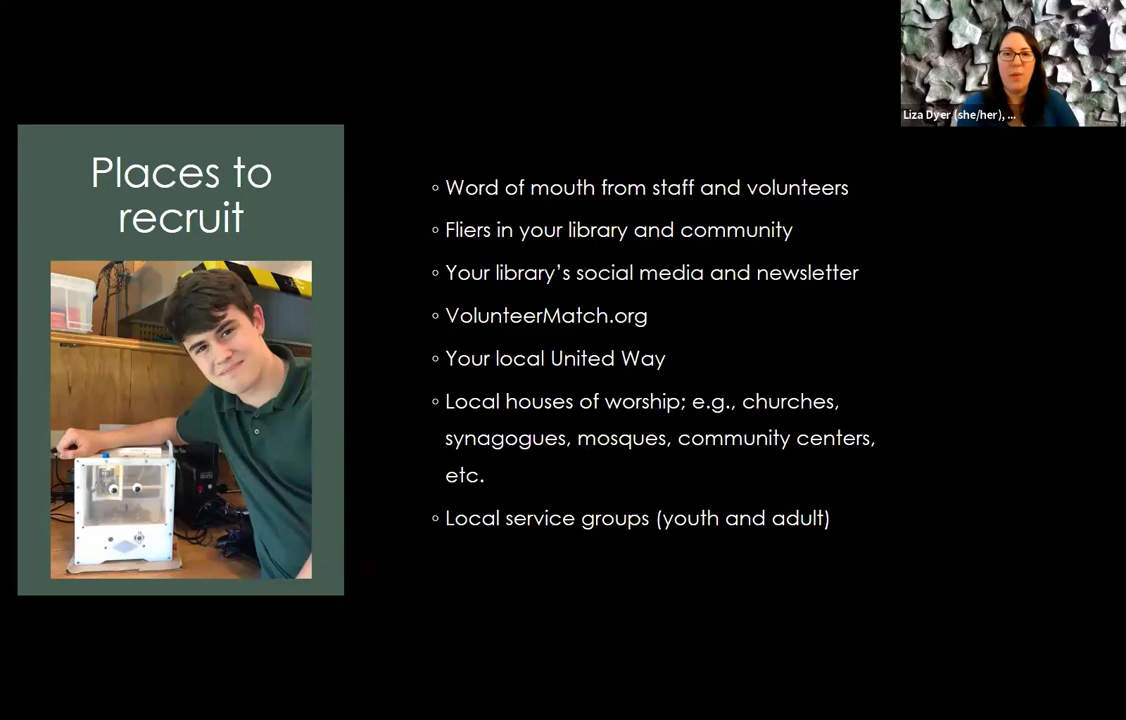 Liza Dyer (she/her), ...
Places to
recruit
◦ Word of mouth from staff and volunteers
◦ Fliers in your library and community
◦ Your library’s social media and newsletter
◦ VolunteerMatch.org
◦ Your local United Way
◦ Local houses of worship; e.g., churches,
synagogues, mosques, community centers,
etc.
◦ Local service groups (youth and adult)